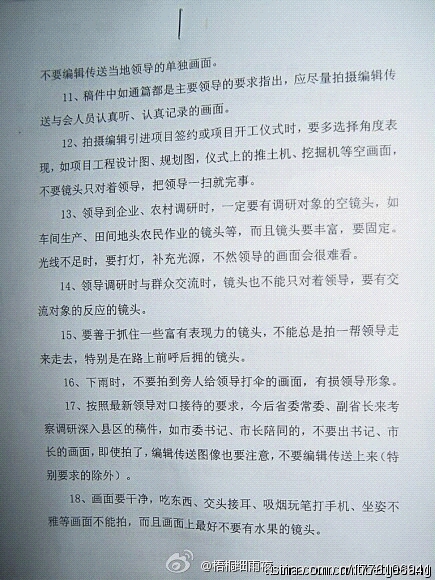 不要编辑传送当地领导的单独画面。
11、稿件中如通篇都是主要领导的要求指出，应尽量拍摄编辑传
送与会人员认真听、认真记录的画面。
12、拍摄编辑引进项目签约或项目开工仪式时，要多选择角度表
现，如项目工程设计图、规划图，仪式上的推土机、挖掘机等空画面，
不要镜头只对着领导，把领导一扫就完事。
13、领导到企业、农村调研时，一定要有调研对象的空镜头，如
车间生产、田间地头农民作业的镜头等，而且镜头要丰富，要固定。
光线不足时，要打灯，补充光源，不然领导的画面会很难看。
14、领导调研时与群众交流时，镜头也不能只对着领导，要有交
流对象的反应的镜头。
15、要善于抓住一些富有表现力的镜头，不能总是拍一帮领导走
来走去，特别是在路上前呼后拥的镜头。
16、下雨时，不要拍到旁人给领导打伞的画面，有损领导形象。
17、按照最新领导对口接待的要求，今后省委常委、副省长来考
察调研深入县区的稿件，如市委书记、市长陪同的，不要出书记、市
长的画面，即使拍了，编辑传送图像也要注意，不要编辑传送上来（特
别要求的除外）。
18、画面要干净，吃东西、交头接耳、吸烟玩笔打手机、坐姿不
雅等画面不能拍，而且画面上最好不要有水果的镜头。
@梧桐细雨夜